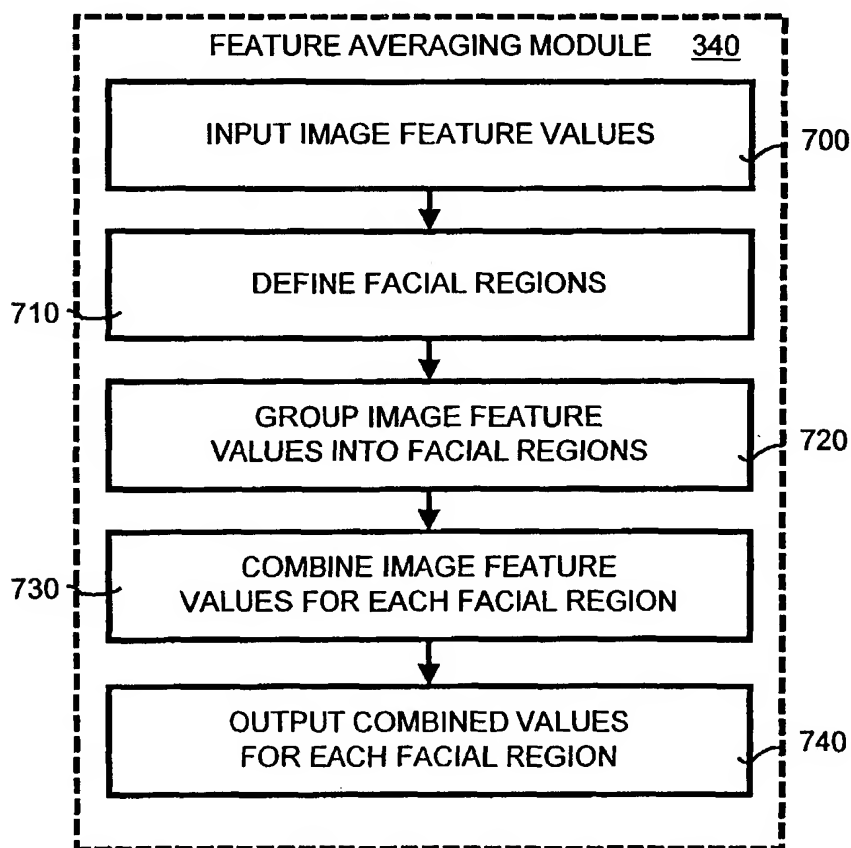 FEATURE AVERAGING MODULE 340
INPUT IMAGE FEATURE VALUES
700
DEFINE FACIAL REGIONS
710
GROUP IMAGE FEATURE
VALUES INTO FACIAL REGIONS
720
COMBINE IMAGE FEATURE
VALUES FOR EACH FACIAL REGION
730
OUTPUT COMBINED VALUES
FOR EACH FACIAL REGION
740